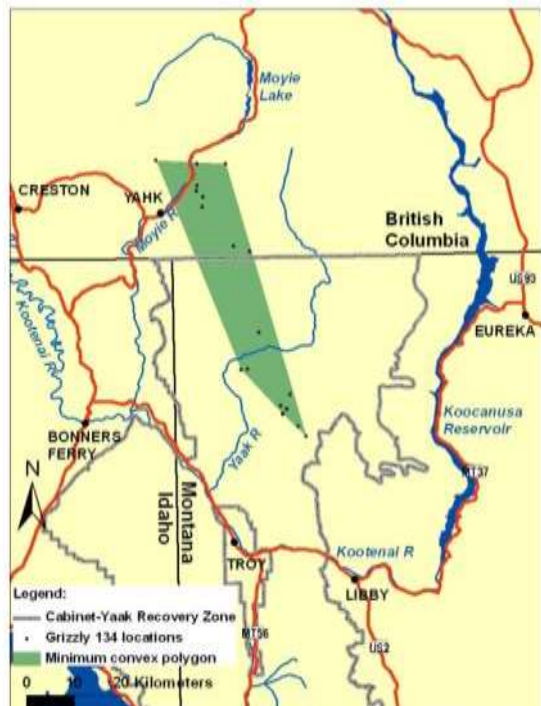 Moyie
Lake
CRESTON
YAHK
Moyie R
British
Columbia
Kootenai R
US93
EUREKA
Koocanusa
Reservoir
BONNERS
FERRY
Yaak R
N
Montana
Idaho
MT37
TROY
Kootenai R
LIBBY
Legend:
Cabinet-Yaak Recovery Zone
Grizzly 134 locations
Minimum convex polygon
MT56
US2
0 10 20 Kilometers